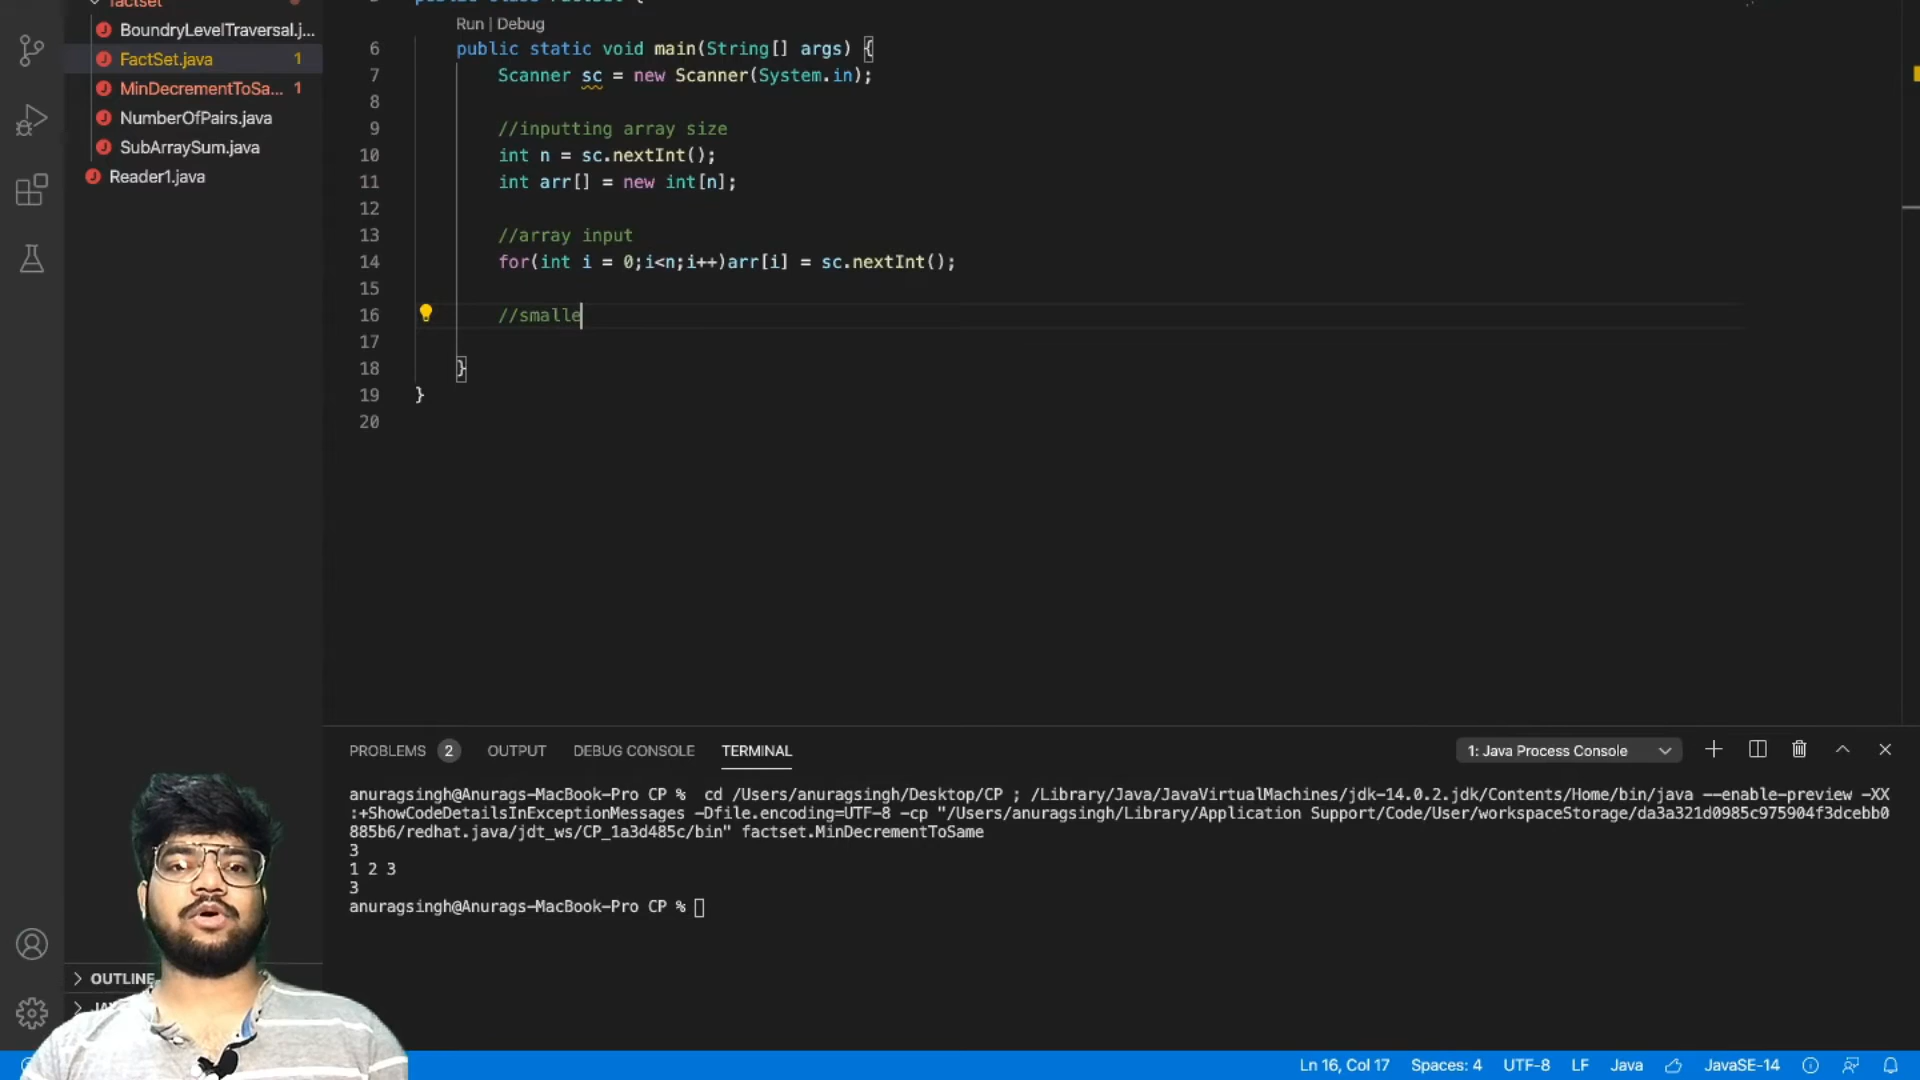 factset
BoundryLevelTraversal.j...
FactSet.java 1
MinDecrementToSa... 1
NumberOfPairs.java
SubArraySum.java
Reader1.java
Run | Debug
6 public static void main(String[] args) {
7 Scanner sc = new Scanner(System.in);
8
9 //inputting array size
10 int n = sc.nextInt();
11 int arr[] = new int[n];
12
13 //array input
14 for(int i = 0;i<n;i++)arr[i] = sc.nextInt();
15
16 //smalle
17
18 }
19 }
20
PROBLEMS 2 OUTPUT DEBUG CONSOLE TERMINAL 1: Java Process Console
anuragsingh@Anurags-MacBook-Pro CP % cd /Users/anuragsingh/Desktop/CP ; /Library/Java/JavaVirtualMachines/jdk-14.0.2.jdk/Contents/Home/bin/java --enable-preview -XX
:+ShowCodeDetailsInExceptionMessages -Dfile.encoding=UTF-8 -cp "/Users/anuragsingh/Library/Application Support/Code/User/workspaceStorage/da3a321d0985c975904f3dcebb0
885b6/redhat.java/jdt_ws/CP_1a3d485c/bin" factset.MinDecrementToSame
3
1 2 3
3
anuragsingh@Anurags-MacBook-Pro CP %
OUTLINE
Ln 16, Col 17 Spaces: 4 UTF-8 LF Java JavaSE-14